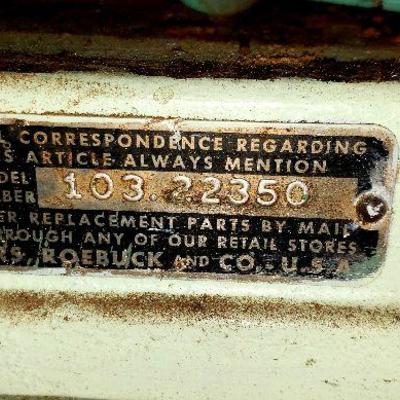 CORRESPONDENCE REGARDING
S ARTICLE ALWAYS MENTION
DEL
BER 103.22350
ER REPLACEMENT PARTS BY MAIL
ROUGH ANY OF OUR RETAIL STORES
RS, ROEBUCK AND CO.-U.S.A.